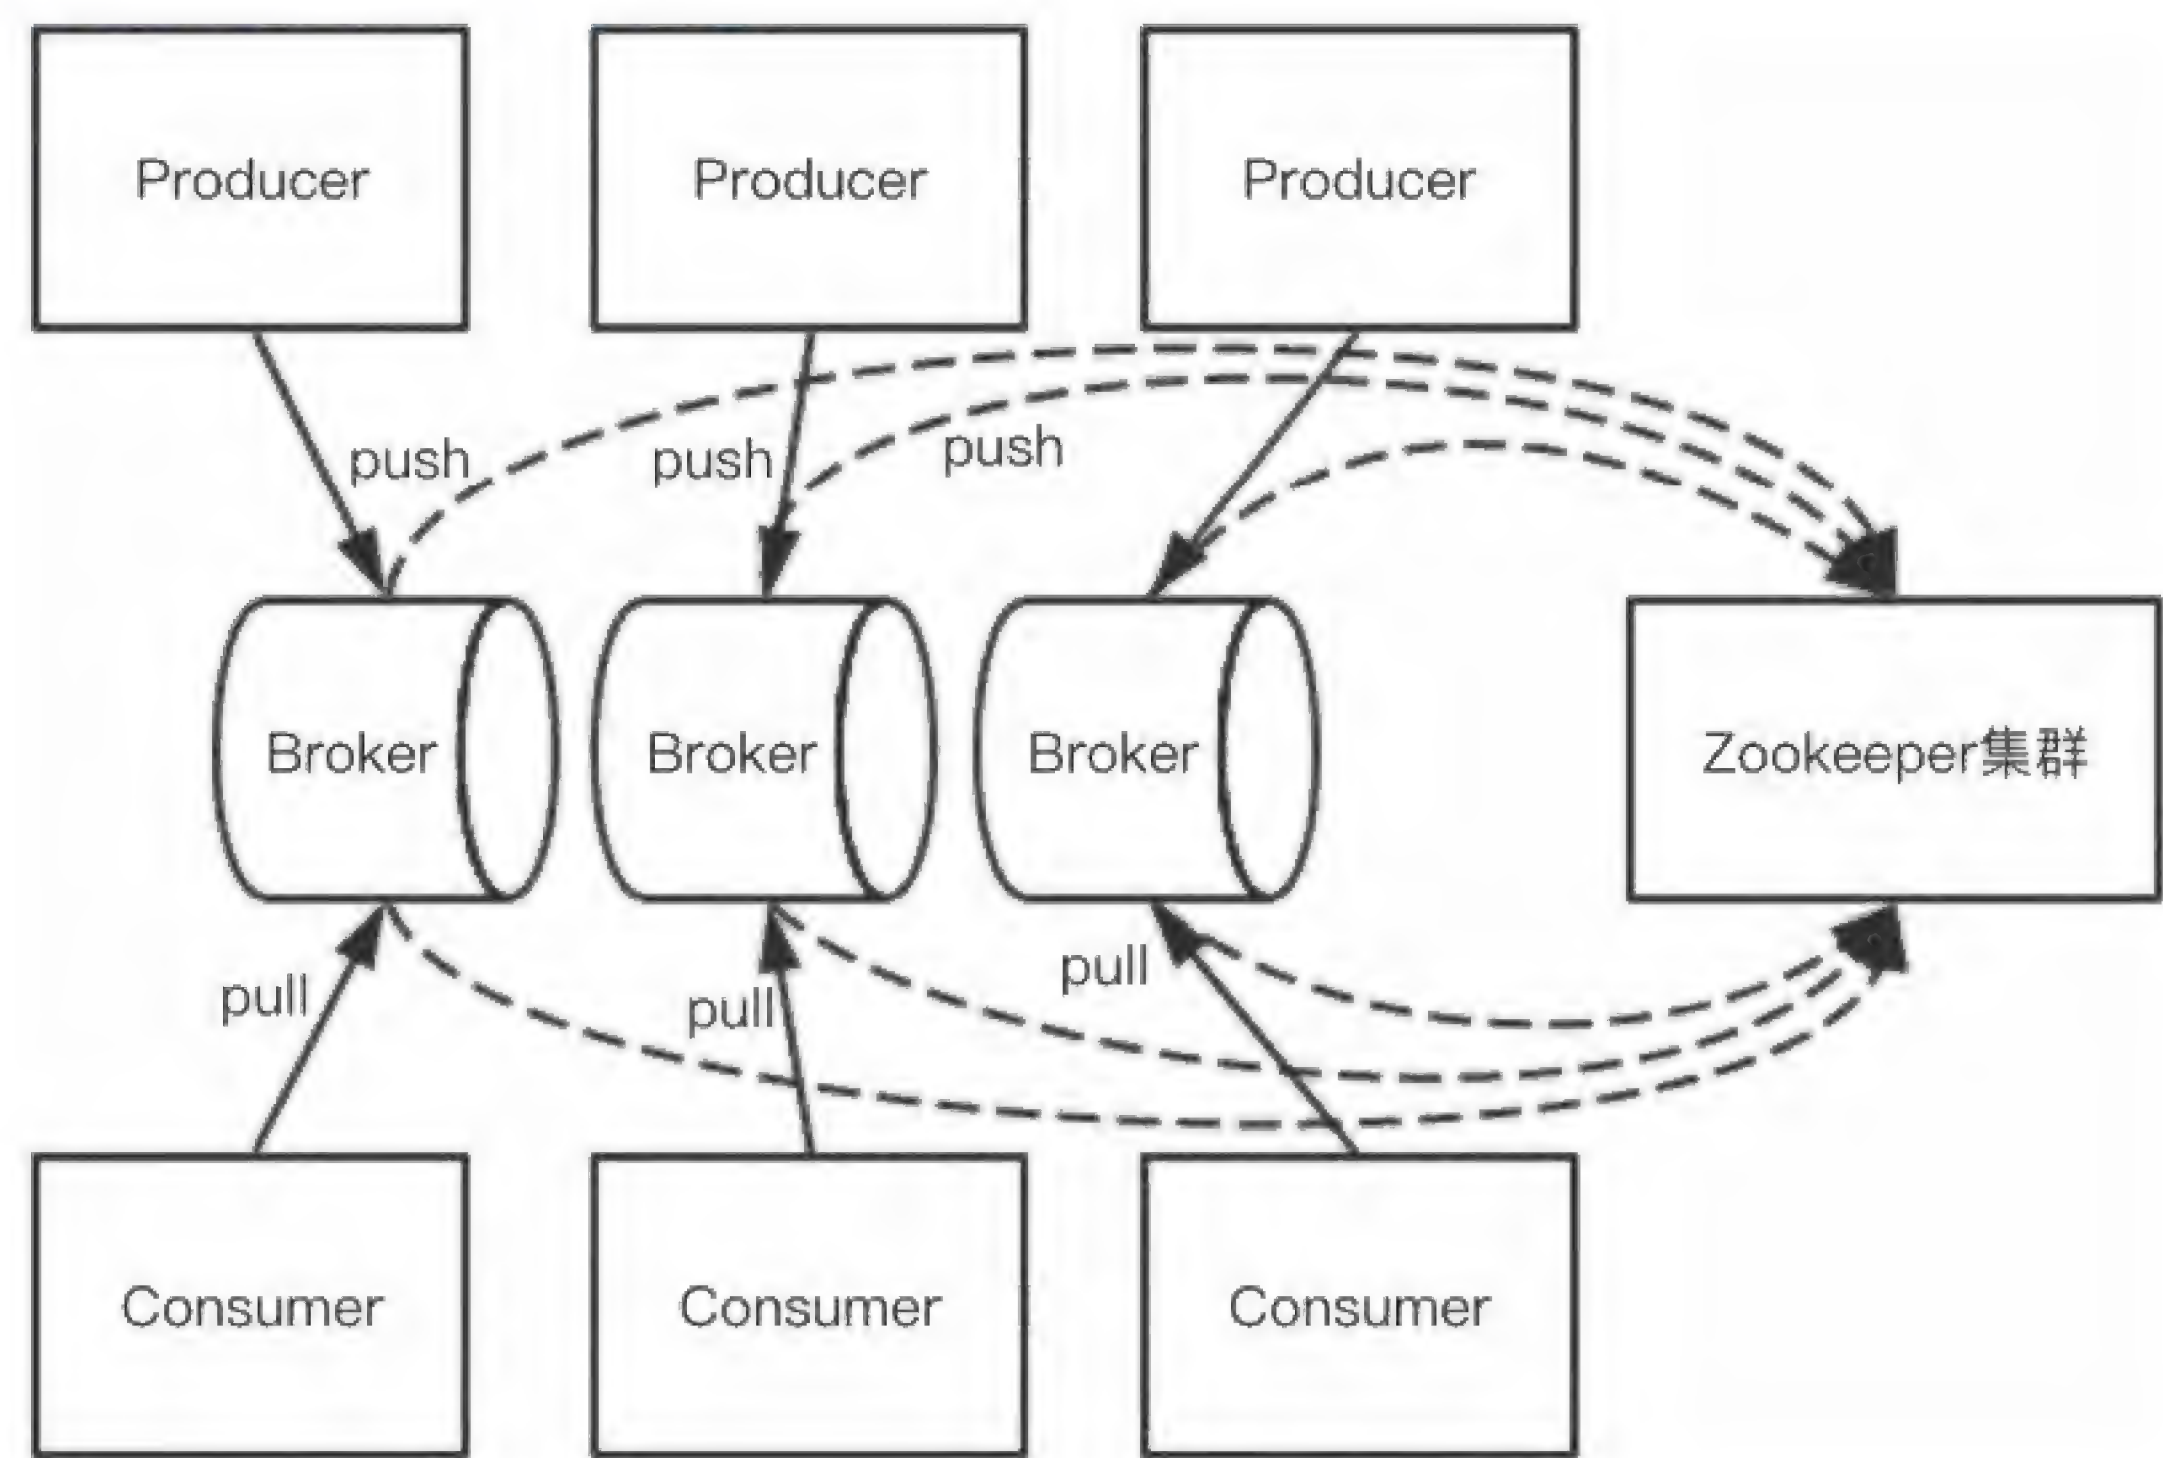 Producer
Producer
Producer
push
push
push
Broker
Broker
Broker
Zookeeper集群
pull
pull
pull
Consumer
Consumer
Consumer